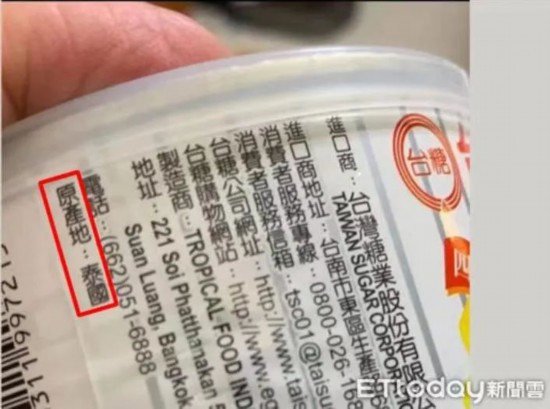 台糖
四
進口商：台灣糖業股份有限
TAIWAN SUGAR CORPOR
進口商地址：台南市東區生產
消費者服務專線：0800-026-168
消費者服務信箱：tsc01@taisu
台糖公司網址：http://www.tais
台糖購物網站：http://www.e
製造商：TROPICAL FOOD IND
地址：221 Soi Phatthanakan 5
Suan Luang, Bangkok
電話：(662)051-6888
原產地：泰國
ETtoday新聞雲